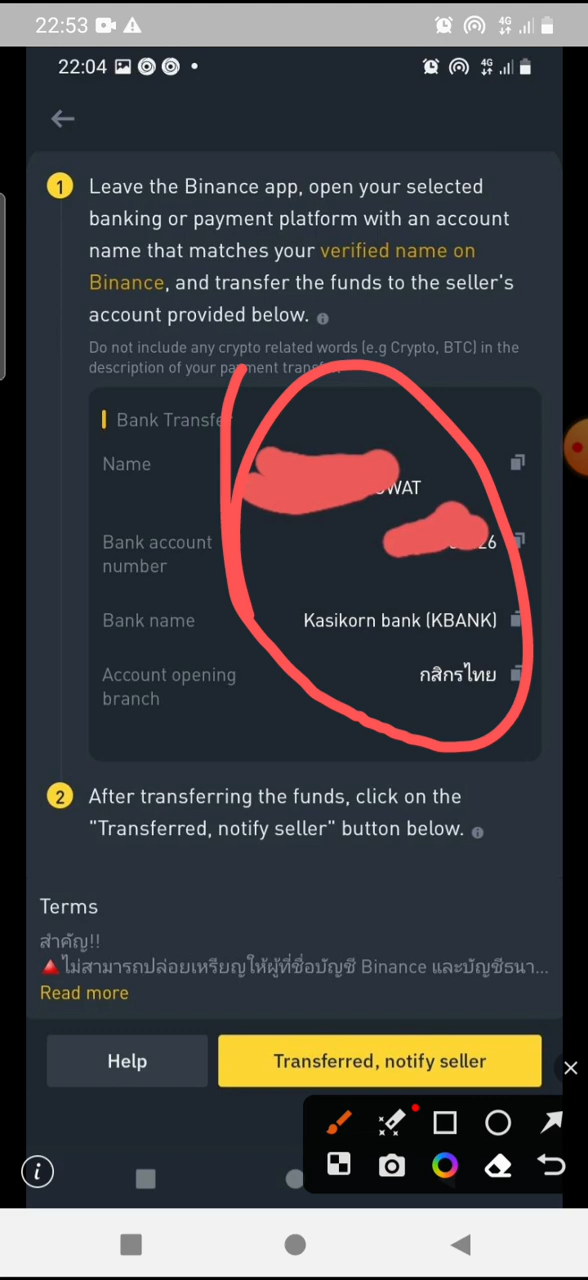 22:53 4G
22:04 4G
1 Leave the Binance app, open your selected
banking or payment platform with an account
name that matches your verified name on
Binance, and transfer the funds to the seller's
account provided below.
Do not include any crypto related words (e.g Crypto, BTC) in the
description of your payment
Bank Transfer
Name
WAT
Bank account
number
26
Bank name Kasikorn bank (KBANK)
Account opening
branch
กสิกรไทย
2 After transferring the funds, click on the
"Transferred, notify seller" button below.
Terms
สำคัญ!!
ไม่สามารถปล่อยเหรียญให้ผู้ที่ชื่อบัญชี Binance และบัญชีธนา...
Read more
Help
Transferred, notify seller